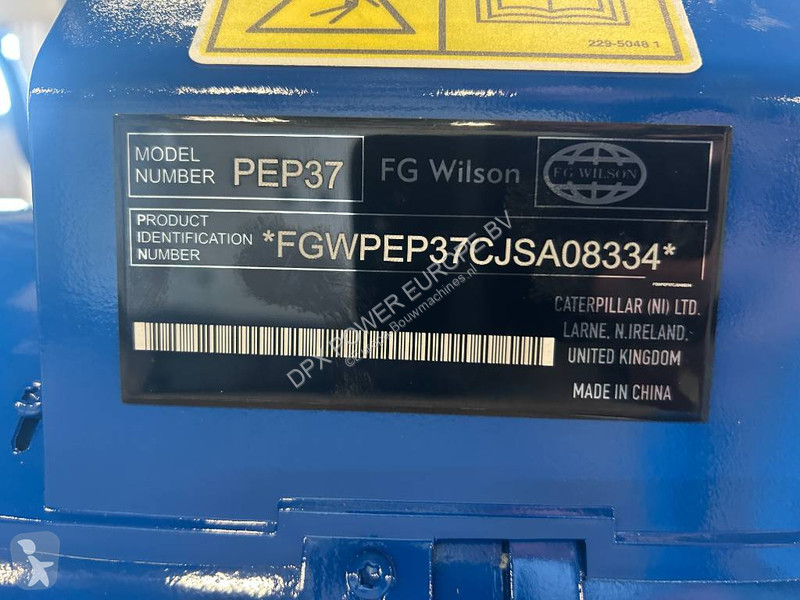 229-5048 1
MODEL NUMBER PEP37 FG Wilson FG WILSON
PRODUCT IDENTIFICATION NUMBER *FGWPEP37CJSA08334*
CATERPILLAR (NI) LTD.
LARNE, N.IRELAND,
UNITED KINGDOM
MADE IN CHINA
DPX POWER EUROPE BV